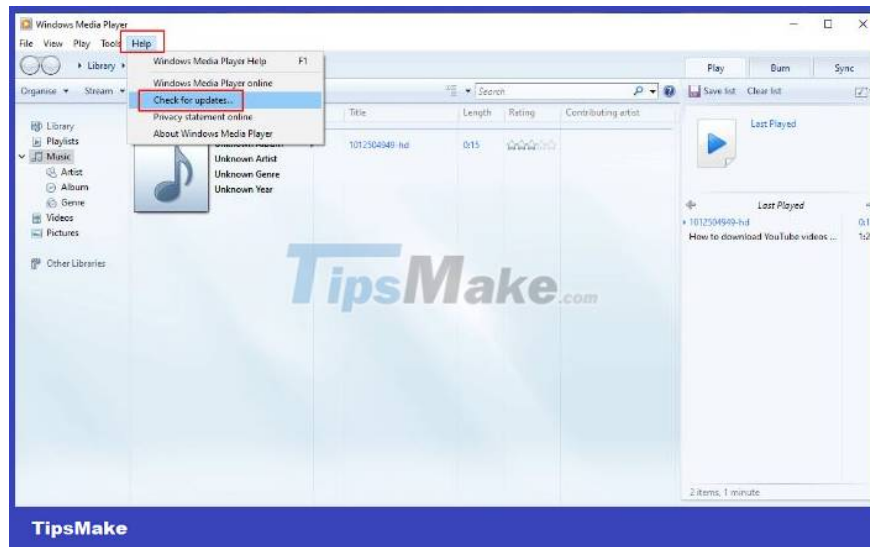 Windows Media Player
File View Play Tools Help
Library
Windows Media Player Help F1
Windows Media Player online
Check for updates...
Privacy statement online
About Windows Media Player
Play Burn Sync
Organise Stream
Search
Save list Clear list
Title Length Rating Contributing artist
Library
Playlists
Music
Artist
Album
Genre
Videos
Pictures
Other Libraries
Unknown Artist
Unknown Genre
Unknown Year
1012504949-hd 0:15
Last Played
Last Played
1012504949-hd
How to download YouTube videos ...
2 items, 1 minute
TipsMake.com
TipsMake